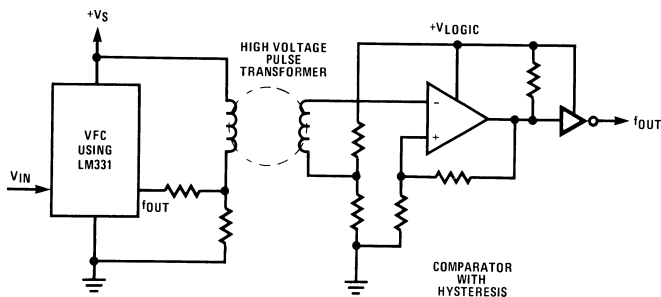 +VS
HIGH VOLTAGE
PULSE
TRANSFORMER
+VLOGIC
VFC
USING
LM331
VIN
fOUT
−
+
fOUT
COMPARATOR
WITH
HYSTERESIS